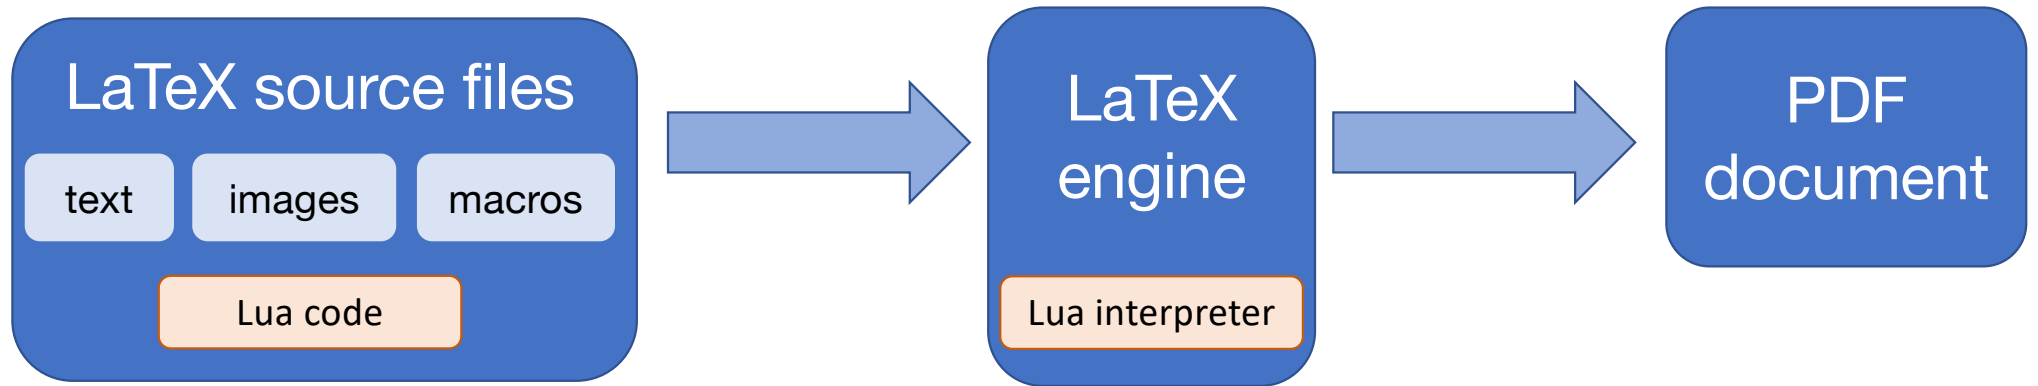 LaTeX source files
text
images
macros
Lua code
LaTeX
engine
Lua interpreter
PDF
document